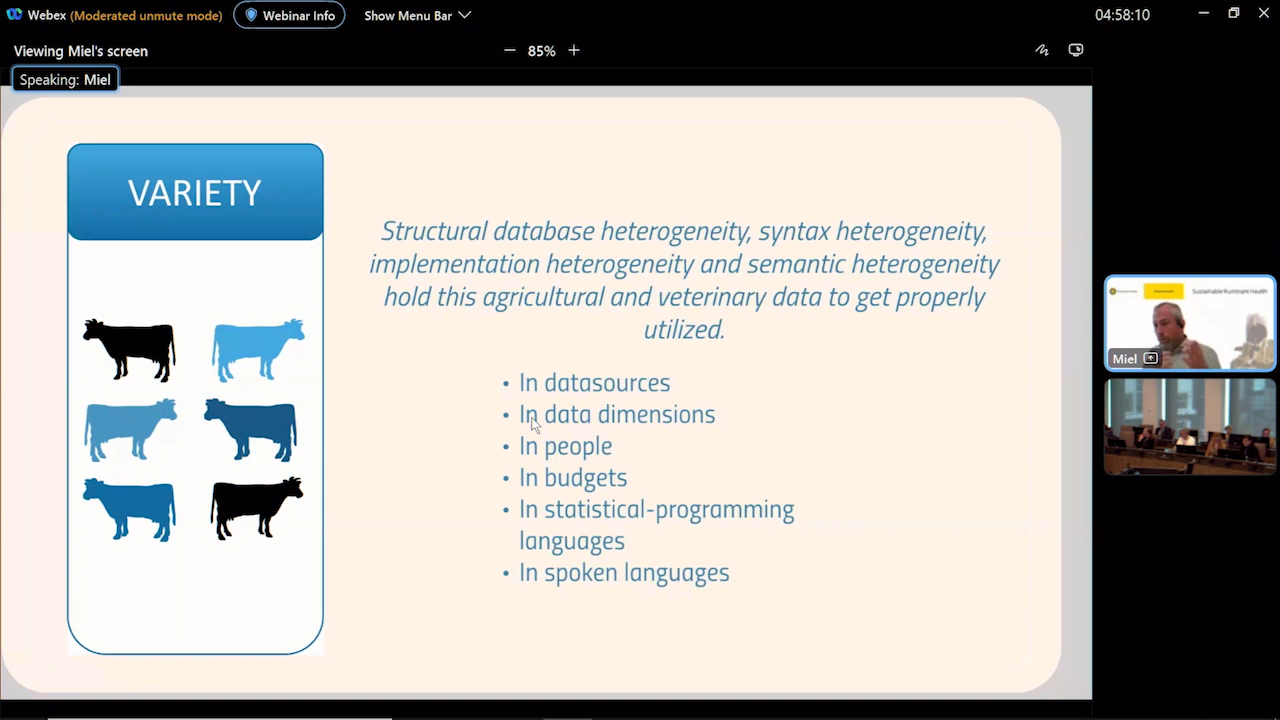 Webex (Moderated unmute mode) Webinar Info Show Menu Bar 04:58:10
Viewing Miel's screen 85%
Speaking: Miel
VARIETY
Structural database heterogeneity, syntax heterogeneity,
implementation heterogeneity and semantic heterogeneity
hold this agricultural and veterinary data to get properly
utilized.
• In datasources
• In data dimensions
• In people
• In budgets
• In statistical-programming
languages
• In spoken languages
Sustainable Ruminant Health
Miel